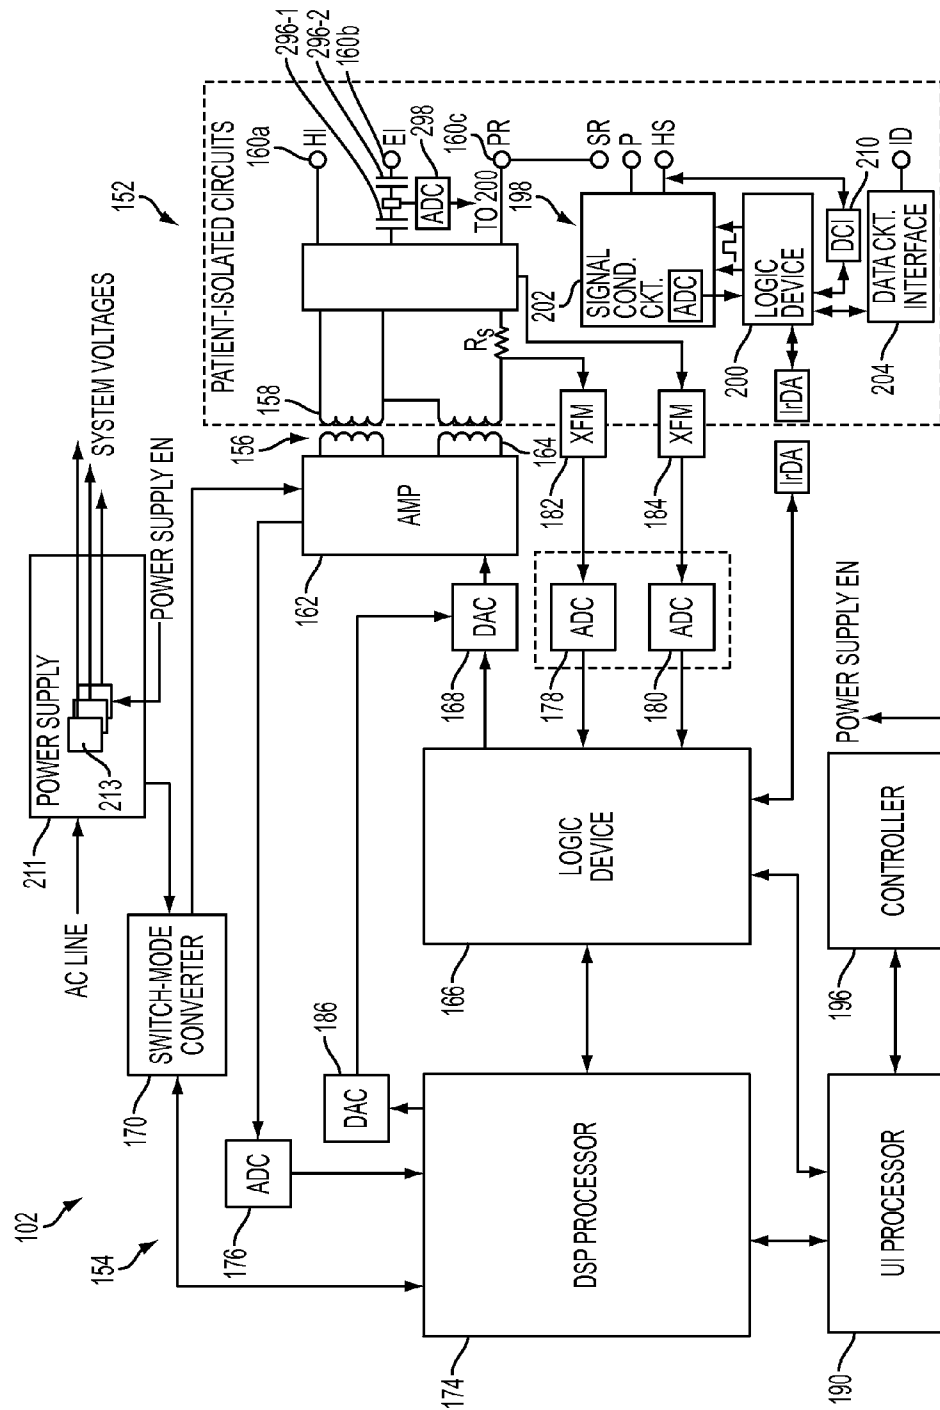 102
154
152
PATIENT-ISOLATED CIRCUITS
211
POWER SUPPLY
213
AC LINE
SYSTEM VOLTAGES
POWER SUPPLY EN
170
SWITCH-MODE
CONVERTER
176
ADC
186
DAC
174
DSP PROCESSOR
166
LOGIC
DEVICE
168
DAC
162
AMP
156
158
164
178
ADC
180
ADC
182
XFM
184
XFM
RS
160a
HI
296-1
296-2
160b
EI
ADC
298
TO 200
160c
PR
SR
P
HS
198
202
SIGNAL
COND.
CKT.
ADC
200
LOGIC
DEVICE
DCI
210
204
DATA CKT.
INTERFACE
ID
IrDA
IrDA
190
UI PROCESSOR
196
CONTROLLER
POWER SUPPLY EN